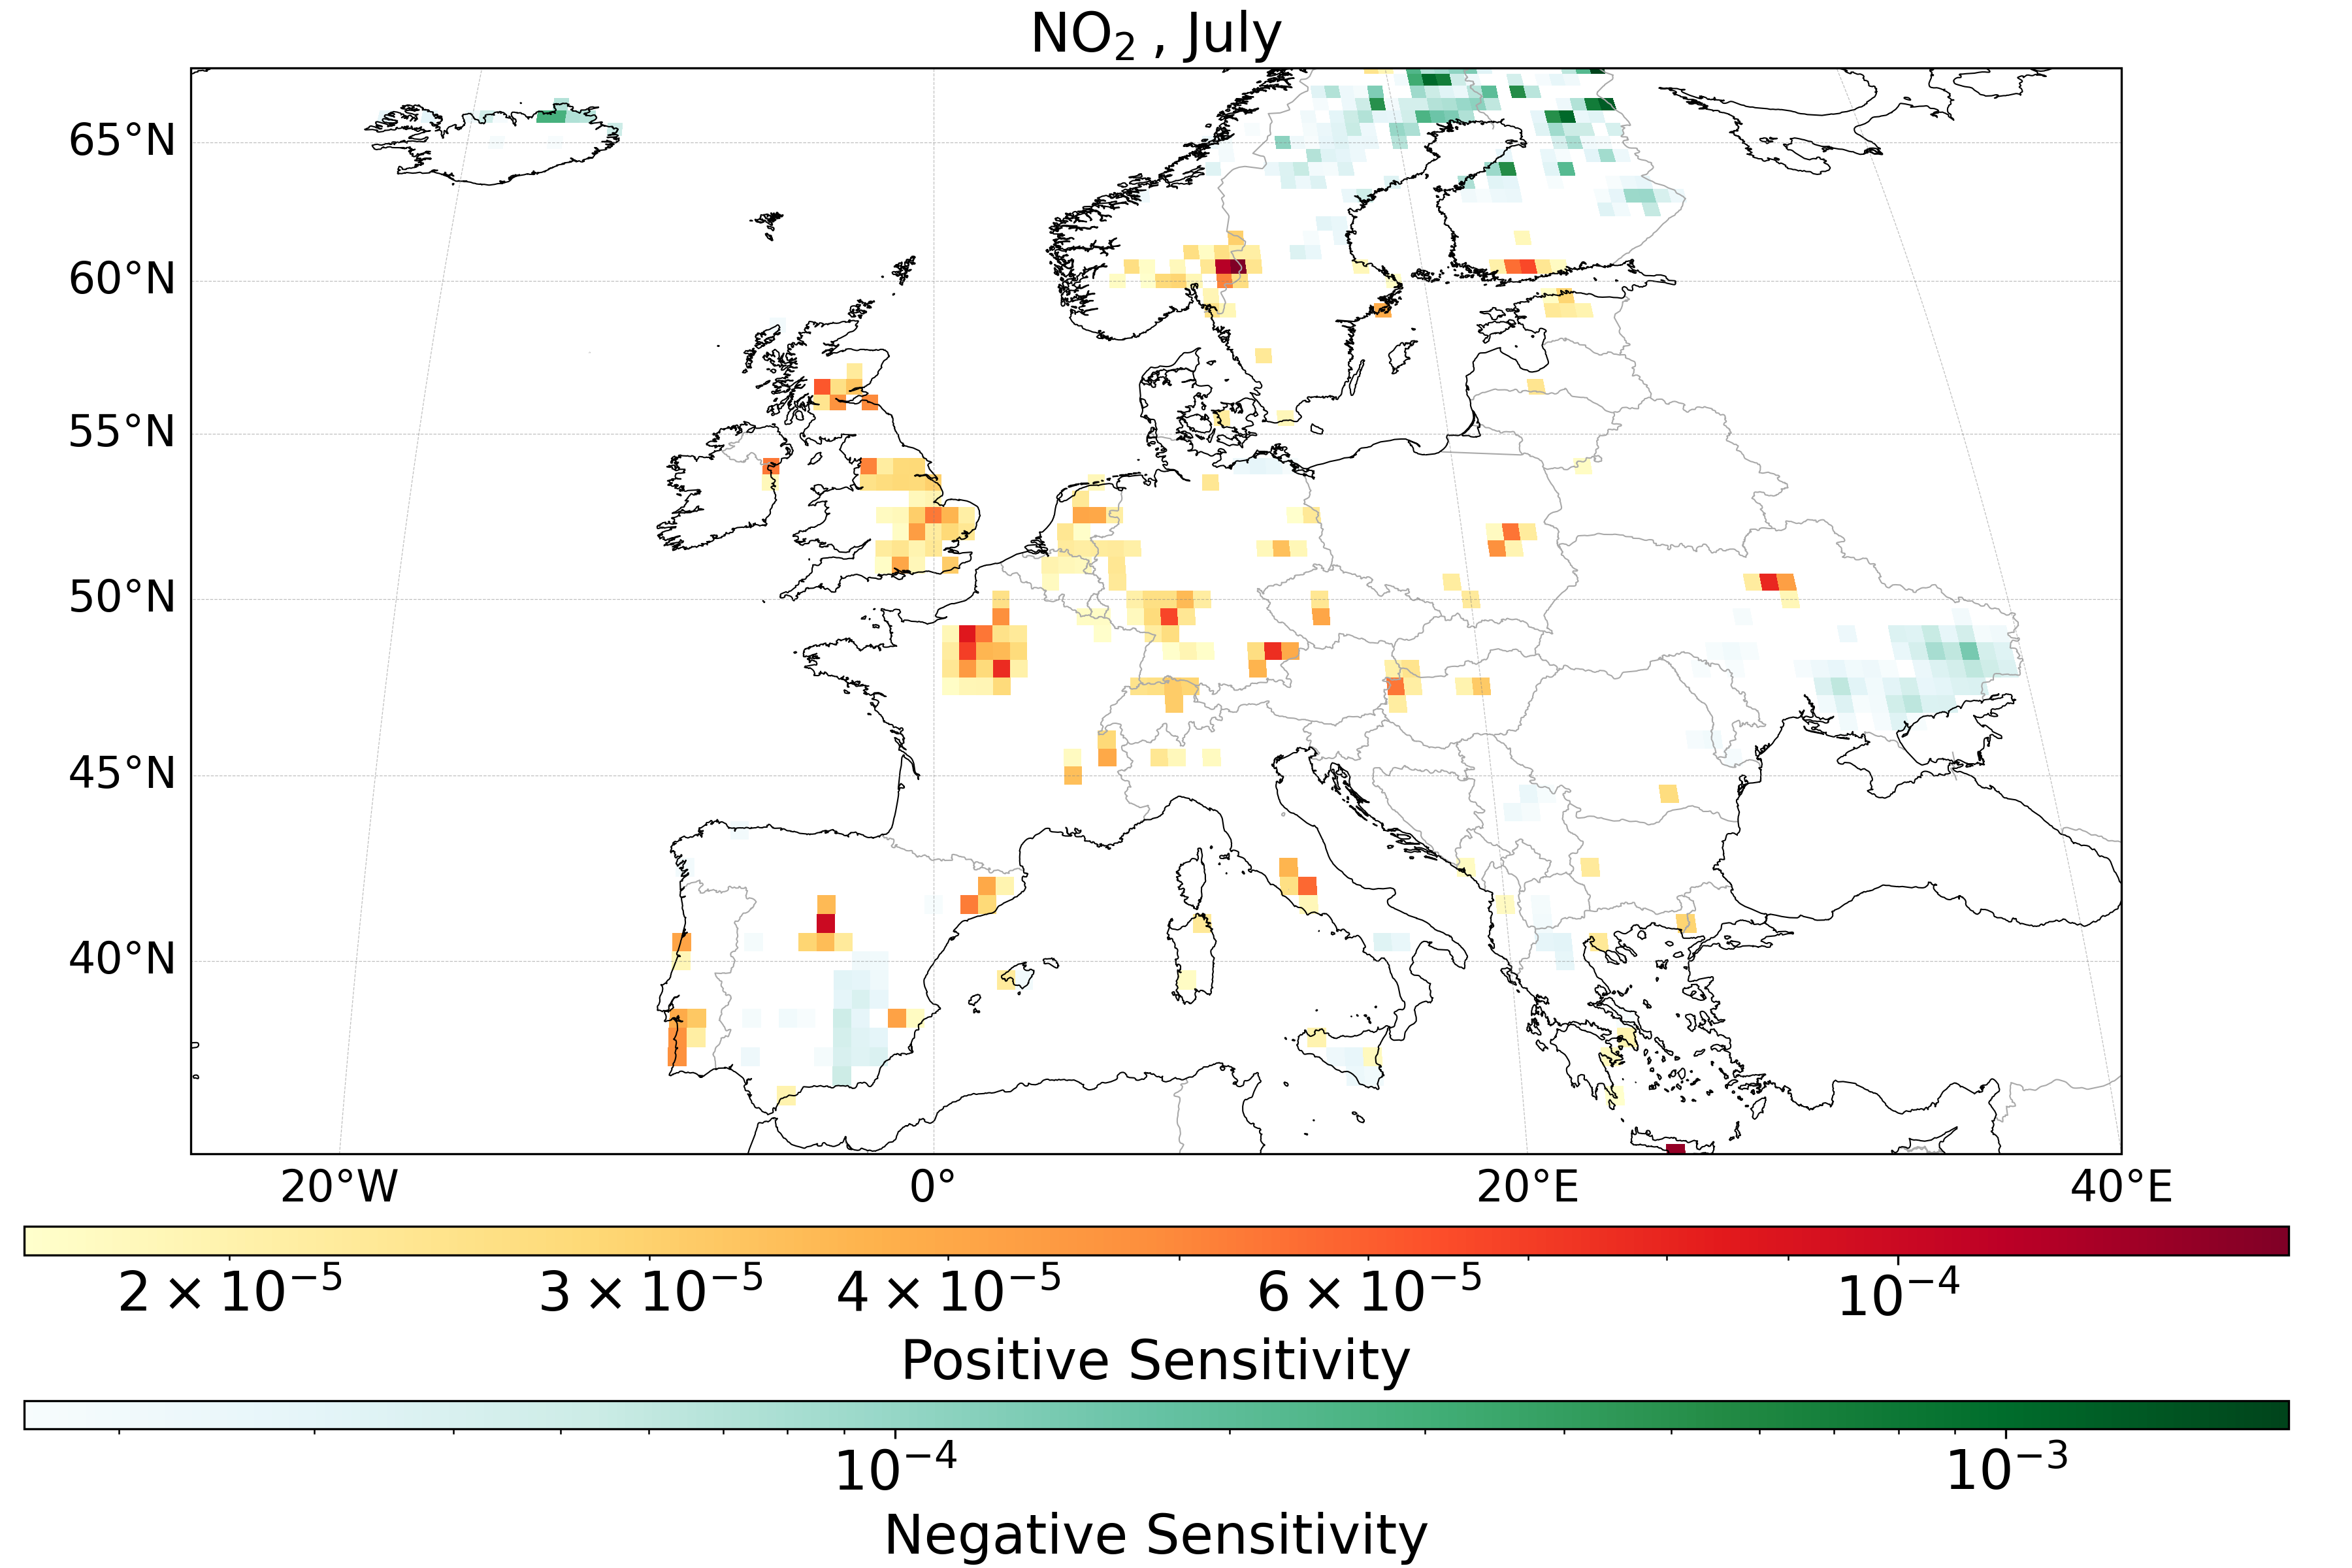 NO₂ , July
65°N
60°N
55°N
50°N
45°N
40°N
20°W 0° 20°E 40°E
2 × 10⁻⁵ 3 × 10⁻⁵ 4 × 10⁻⁵ 6 × 10⁻⁵ 10⁻⁴
Positive Sensitivity
10⁻⁴ 10⁻³
Negative Sensitivity